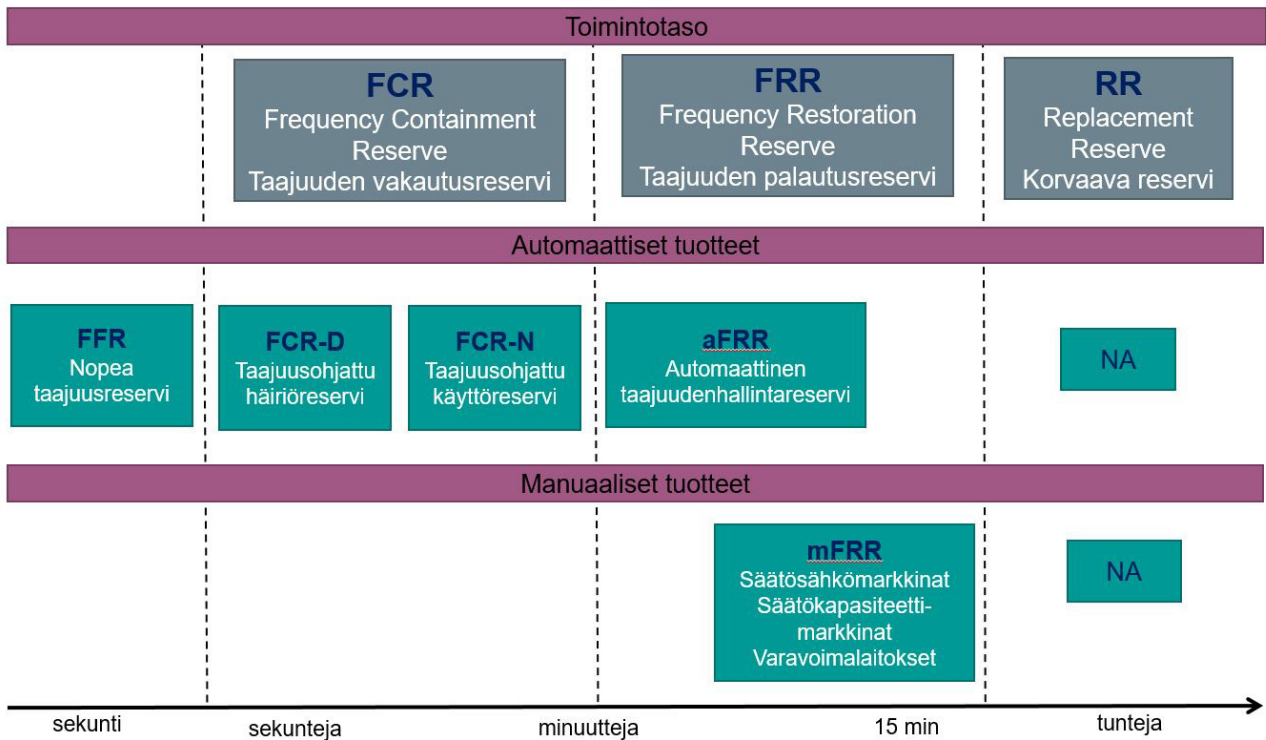 Toimintotaso
FCR
Frequency Containment
Reserve
Taajuuden vakautusreservi
FRR
Frequency Restoration
Reserve
Taajuuden palautusreservi
RR
Replacement
Reserve
Korvaava reservi
Automaattiset tuotteet
FFR
Nopea
taajuusreservi
FCR-D
Taajuusohjattu
häiriöreservi
FCR-N
Taajuusohjattu
käyttöreservi
aFRR
Automaattinen
taajuudenhallintareservi
NA
Manuaaliset tuotteet
mFRR
Säätösähkömarkkinat
Säätökapasiteetti-
markkinat
Varavoimalaitokset
NA
sekunti
sekunteja
minuutteja
15 min
tunteja